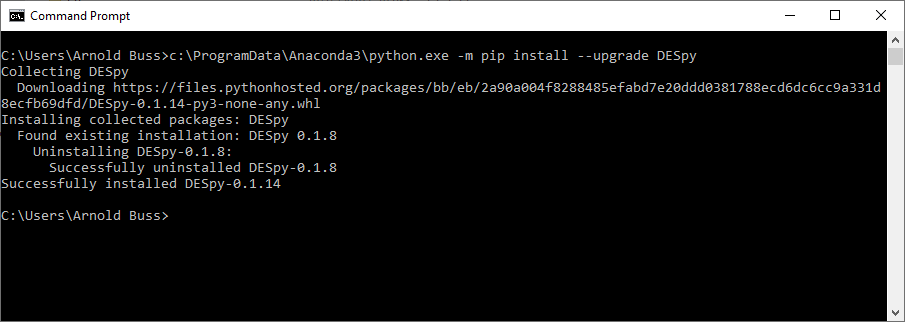 Command Prompt
C:\Users\Arnold Buss>c:\ProgramData\Anaconda3\python.exe -m pip install --upgrade DESpy
Collecting DESpy
  Downloading https://files.pythonhosted.org/packages/bb/eb/2a90a004f8288485efabd7e20ddd0381788ecd6dc6cc9a331d
8ecfb69dfd/DESpy-0.1.14-py3-none-any.whl
Installing collected packages: DESpy
  Found existing installation: DESpy 0.1.8
    Uninstalling DESpy-0.1.8:
      Successfully uninstalled DESpy-0.1.8
Successfully installed DESpy-0.1.14
C:\Users\Arnold Buss>